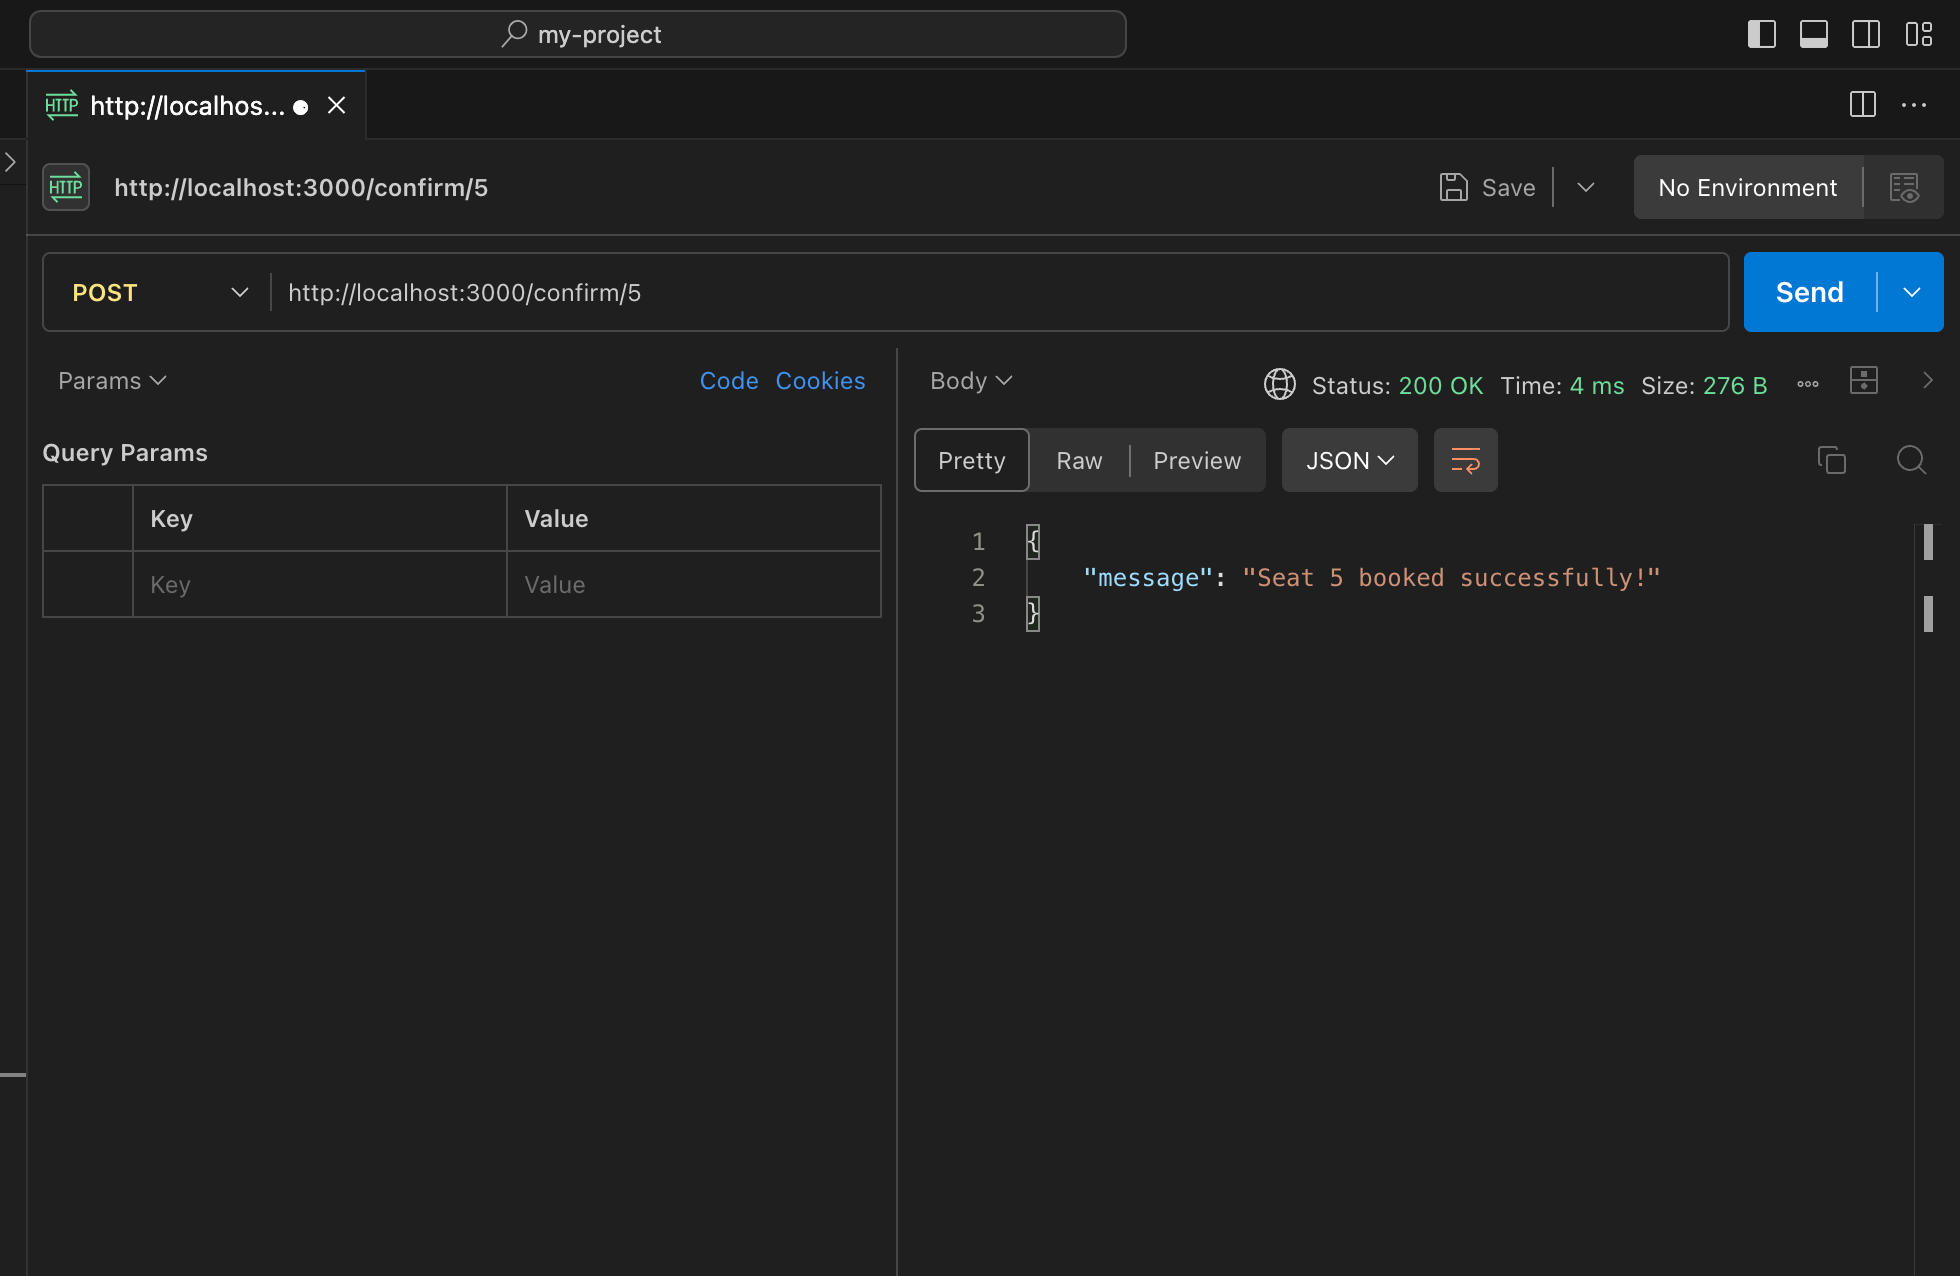 my-project
HTTP http://localhos...
HTTP http://localhost:3000/confirm/5 Save No Environment
POST http://localhost:3000/confirm/5 Send
Params Code Cookies Body Status: 200 OK Time: 4 ms Size: 276 B
Query Params
Pretty Raw Preview JSON
Key Value
Key Value
1 {
2 "message": "Seat 5 booked successfully!"
3 }